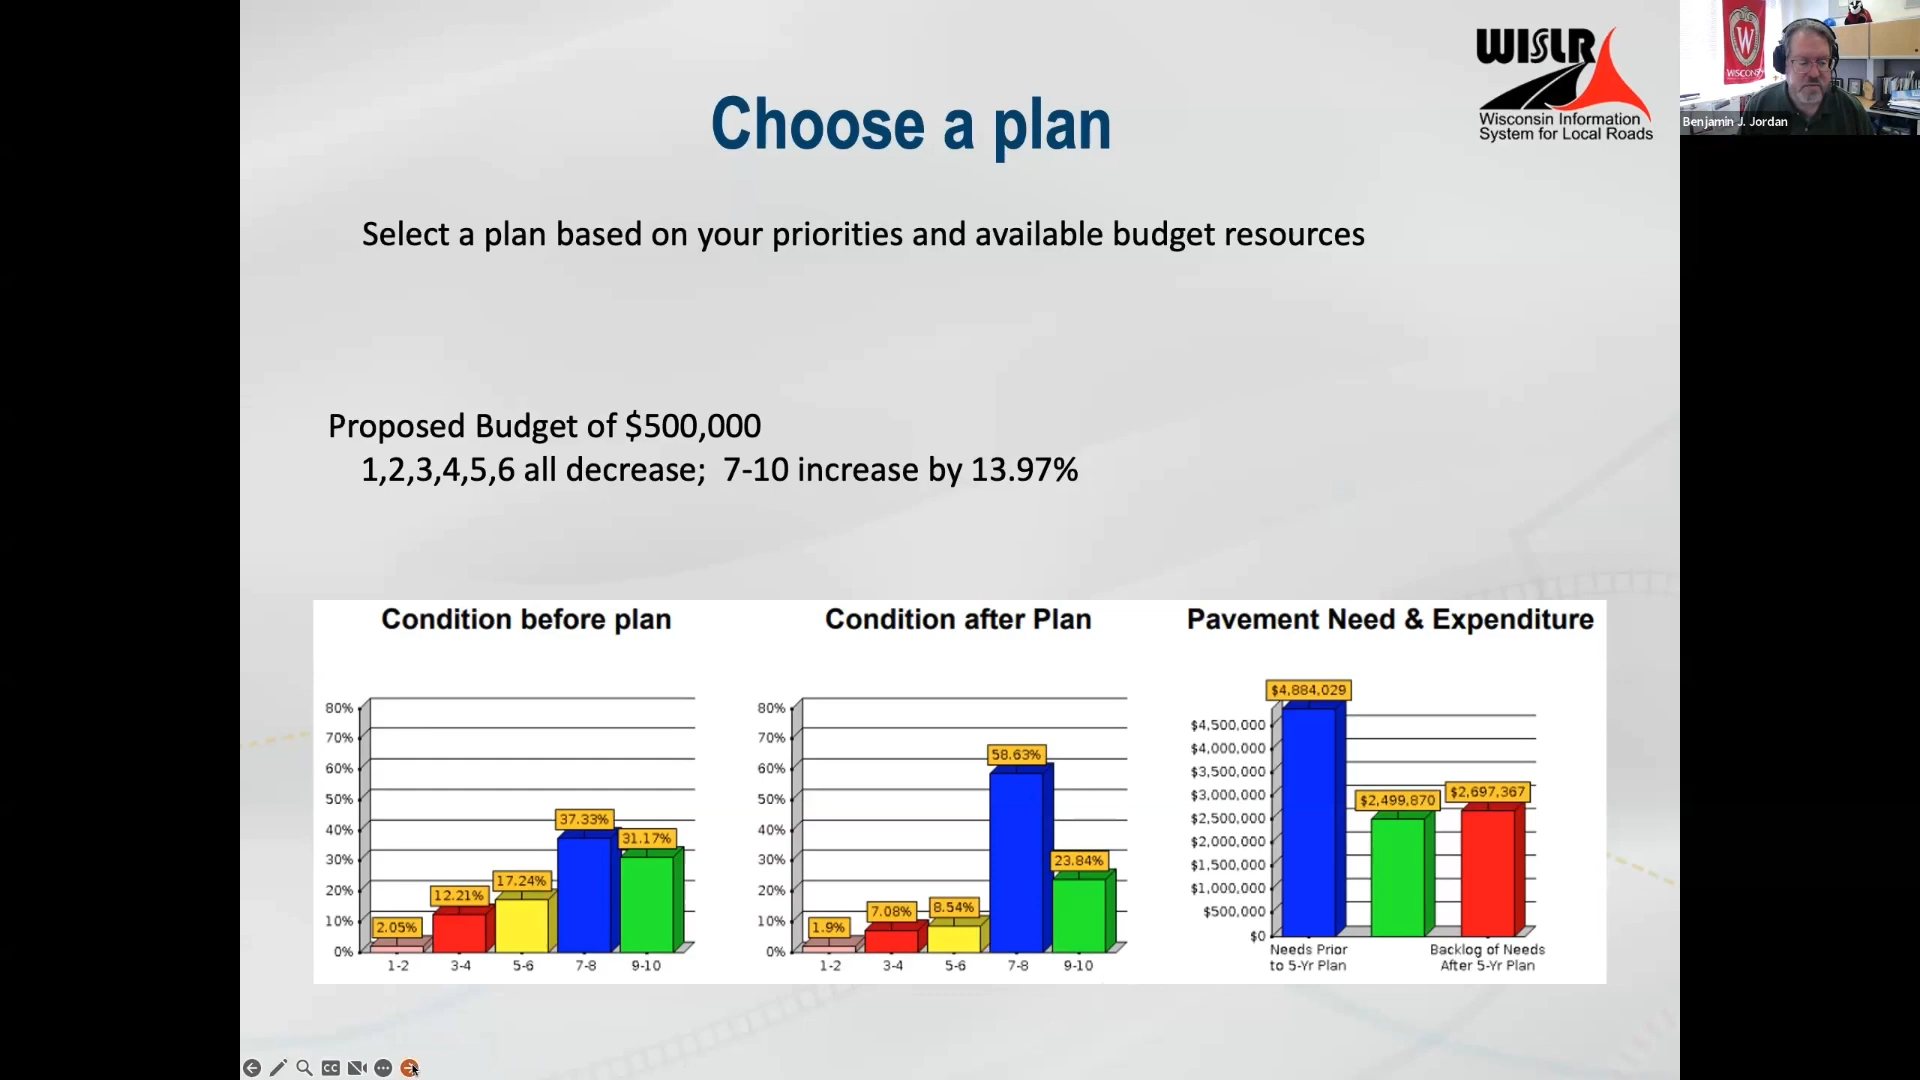 WISLR
Wisconsin Information
System for Local Roads
W
WISCONS
Benjamin J. Jordan
Choose a plan
Select a plan based on your priorities and available budget resources
Proposed Budget of $500,000
1,2,3,4,5,6 all decrease; 7-10 increase by 13.97%
Condition before plan
80%
70%
60%
50%
40%
30%
20%
10%
0%
2.05%
12.21%
17.24%
37.33%
31.17%
1-2 3-4 5-6 7-8 9-10
Condition after Plan
80%
70%
60%
50%
40%
30%
20%
10%
0%
1.9%
7.08%
8.54%
58.63%
23.84%
1-2 3-4 5-6 7-8 9-10
Pavement Need & Expenditure
$4,500,000
$4,000,000
$3,500,000
$3,000,000
$2,500,000
$2,000,000
$1,500,000
$1,000,000
$500,000
$0
$4,884,029
$2,499,870
$2,697,367
Needs Prior
to 5-Yr Plan
Backlog of Needs
After 5-Yr Plan
CC